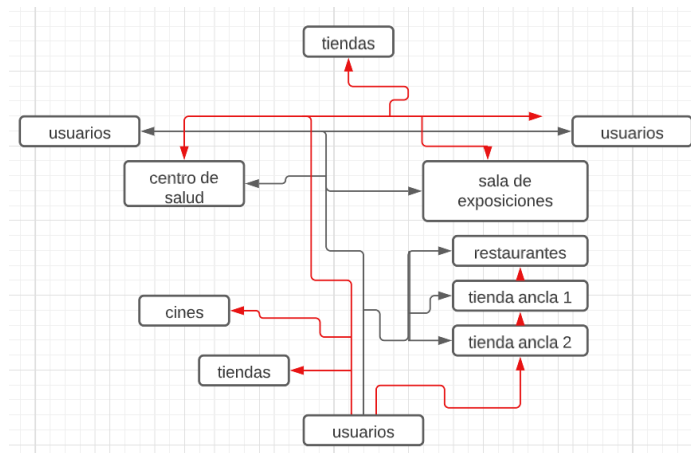 tiendas
usuarios
usuarios
centro de
salud
sala de
exposiciones
restaurantes
tienda ancla 1
cines
tienda ancla 2
tiendas
usuarios